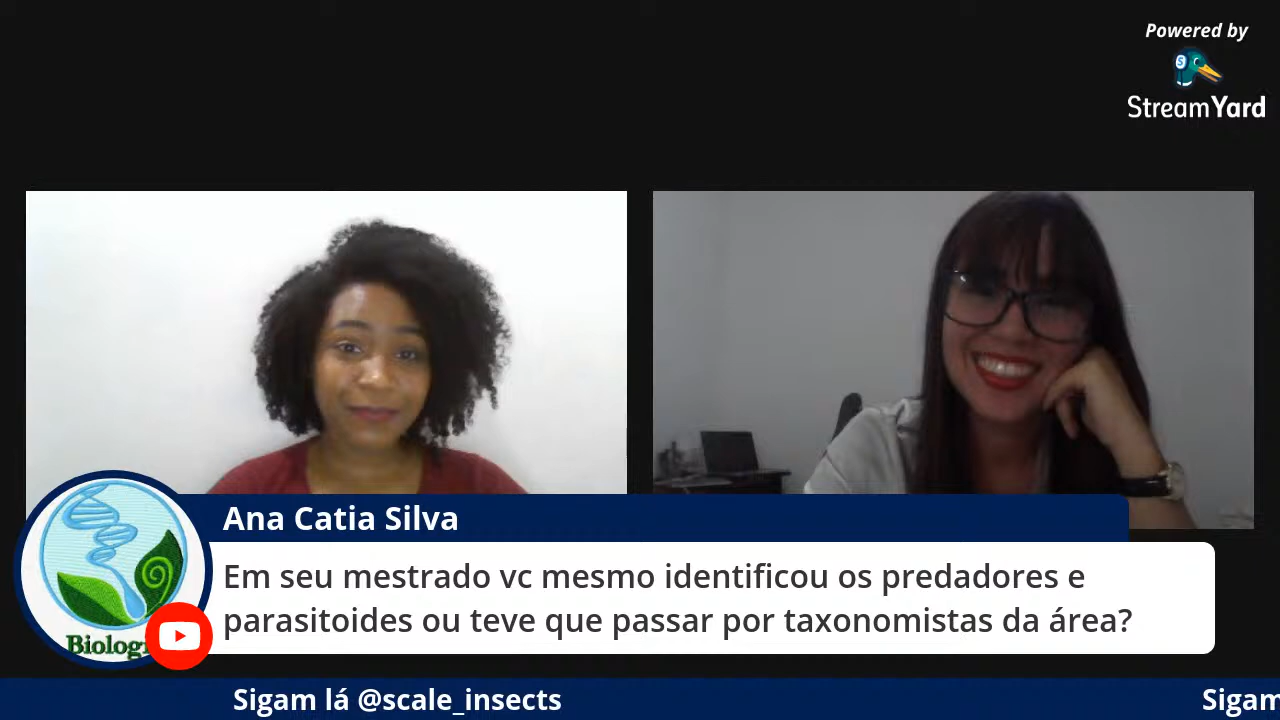 Powered by
StreamYard
Ana Catia Silva
Em seu mestrado vc mesmo identificou os predadores e
parasitoides ou teve que passar por taxonomistas da área?
Biolog
Sigam lá @scale_insects
Sigam